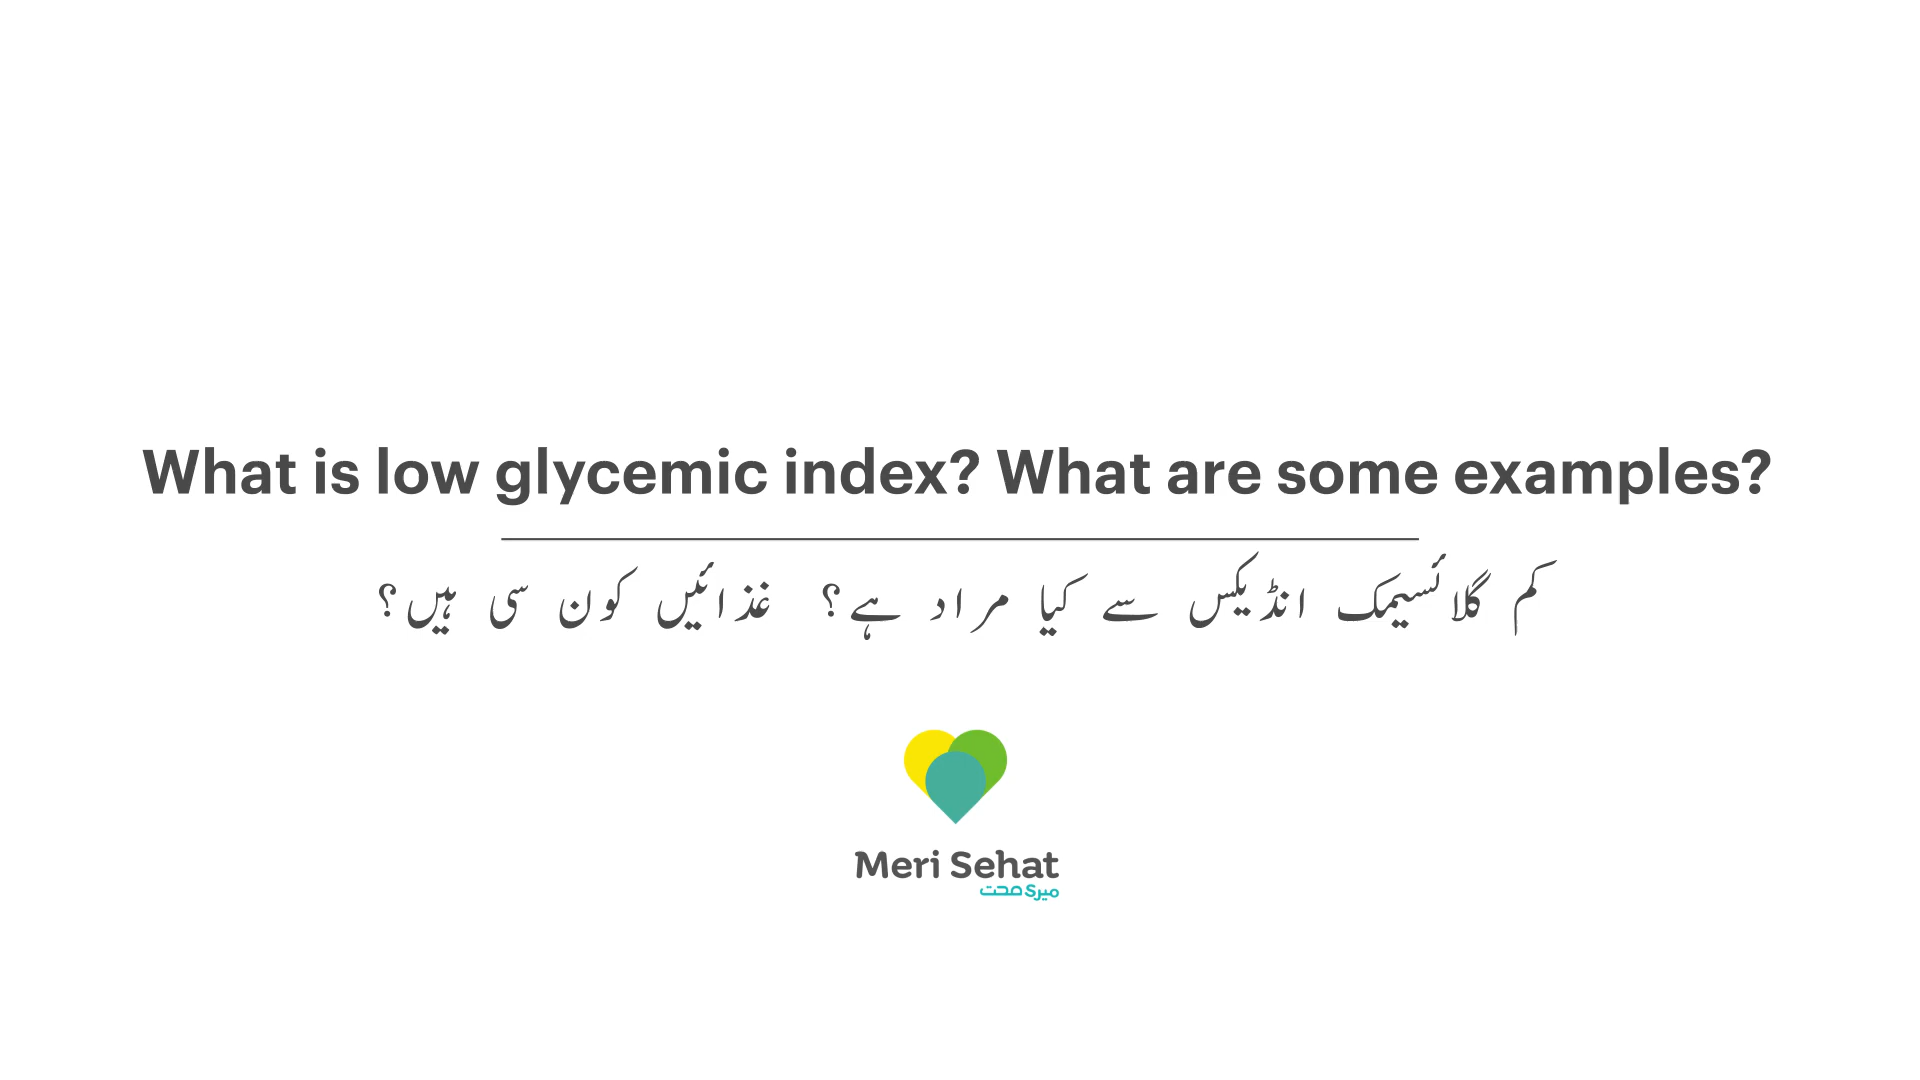 What is low glycemic index? What are some examples?
کم گلائسیمک انڈیکس سے کیا مراد ہے؟ غذائیں کون سی ہیں؟
Meri Sehat
میری صحت